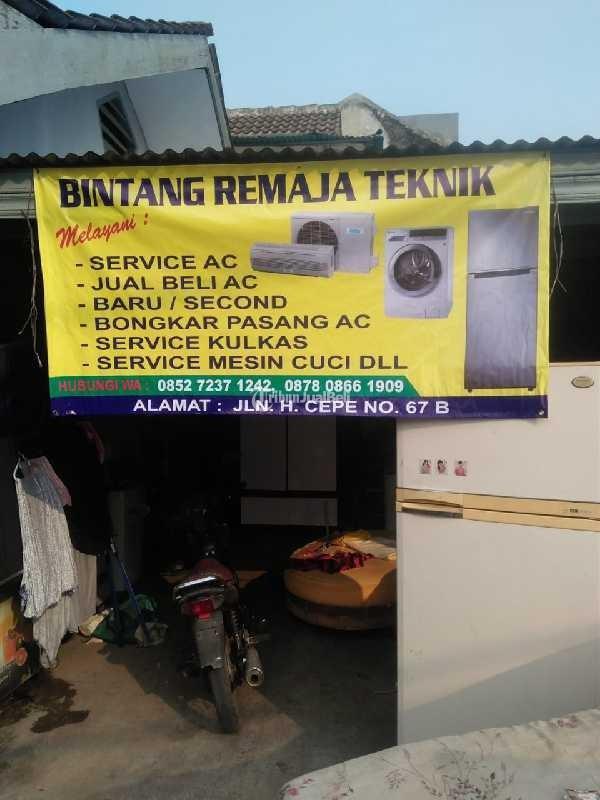 BINTANG REMAJA TEKNIK
Melayani :
- SERVICE AC
- JUAL BELI AC
- BARU / SECOND
- BONGKAR PASANG AC
- SERVICE KULKAS
- SERVICE MESIN CUCI DLL
HUBUNGI WA : 0852 7237 1242, 0878 0866 1909
TribunJualBeli
ALAMAT : JLN. H. CEPE NO. 67 B